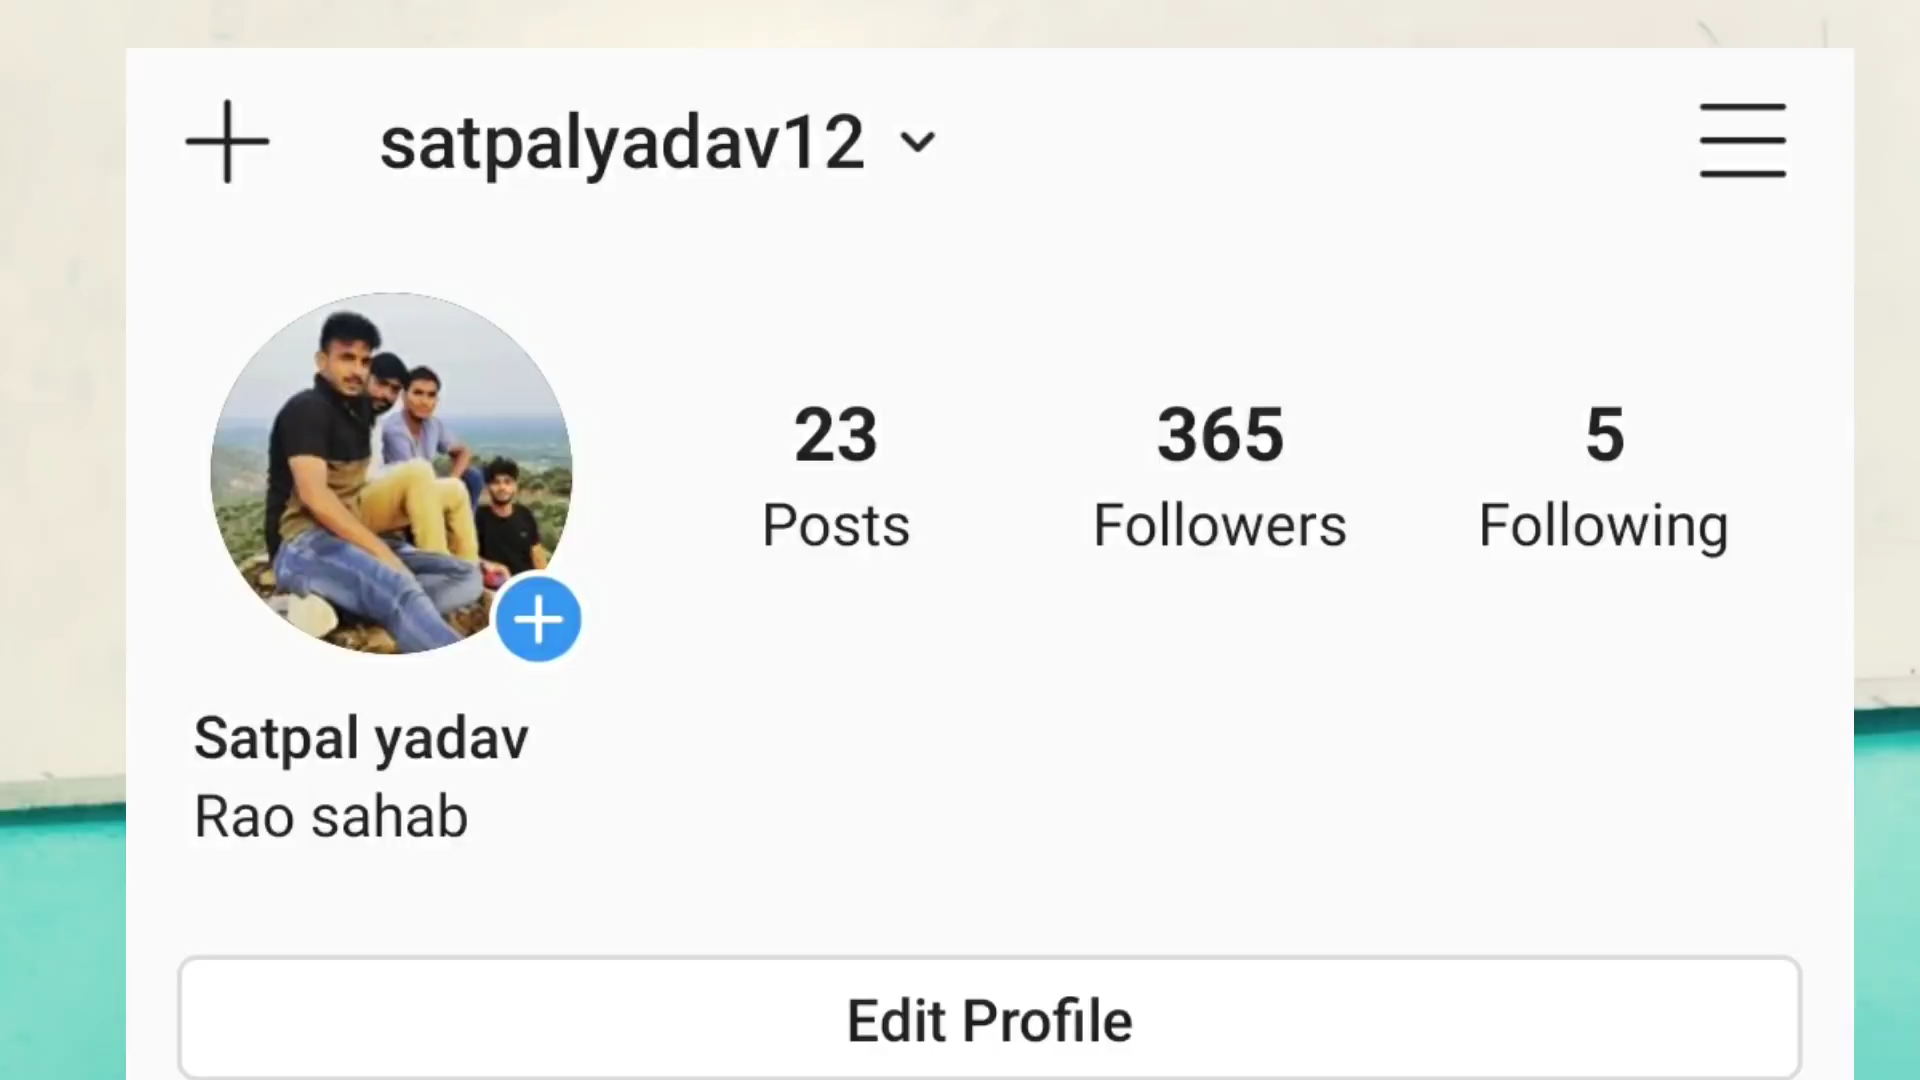 satpalyadav12
23 365 5
Posts Followers Following
Satpal yadav
Rao sahab
Edit Profile